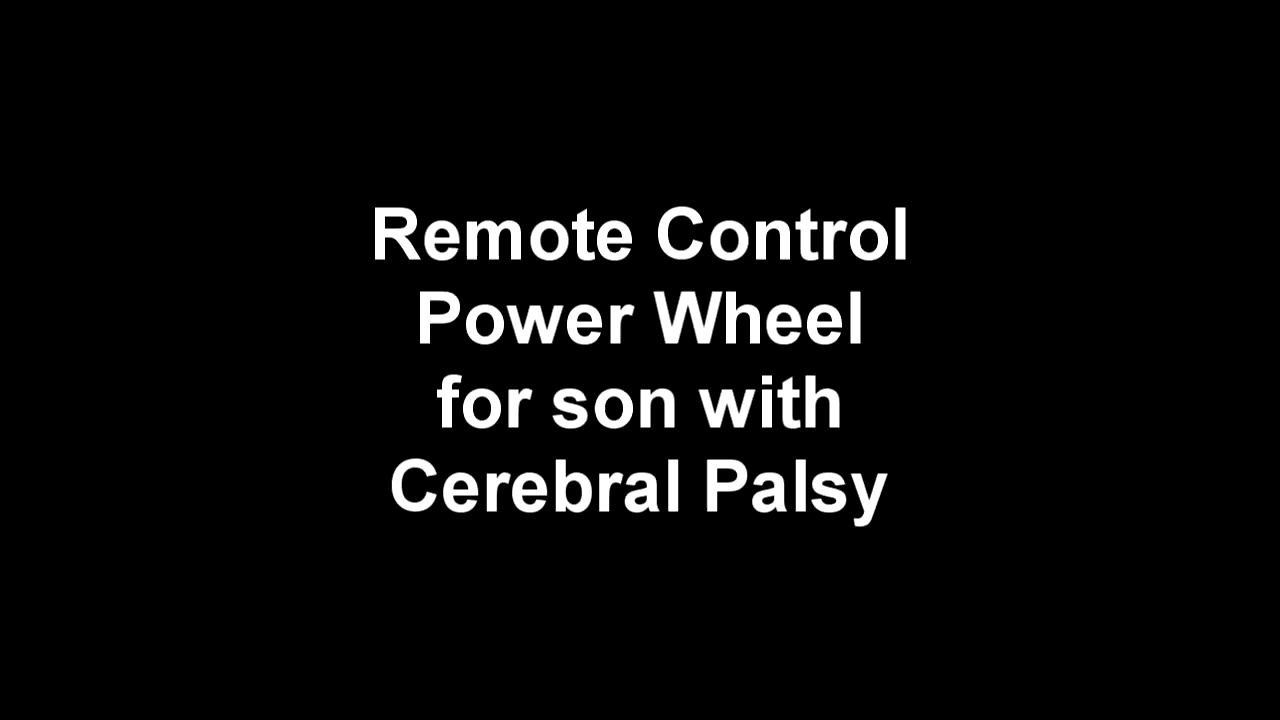 Remote Control
Power Wheel
for son with
Cerebral Palsy